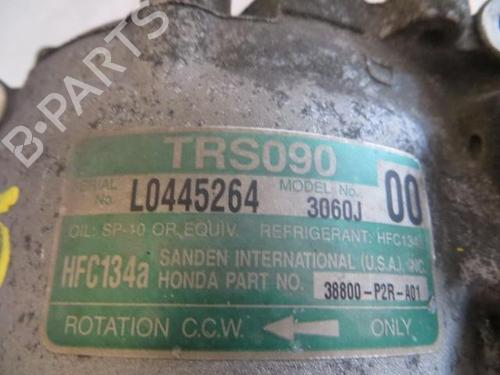 B-PARTS
TRS090
SERIAL No. L0445264 MODEL No. 3060J 00
OIL: SP-10 OR EQUIV. REFRIGERANT: HFC134a
HFC134a SANDEN INTERNATIONAL (U.S.A.), INC.
HONDA PART NO. 38800-P2R-A01
ROTATION C.C.W. ONLY